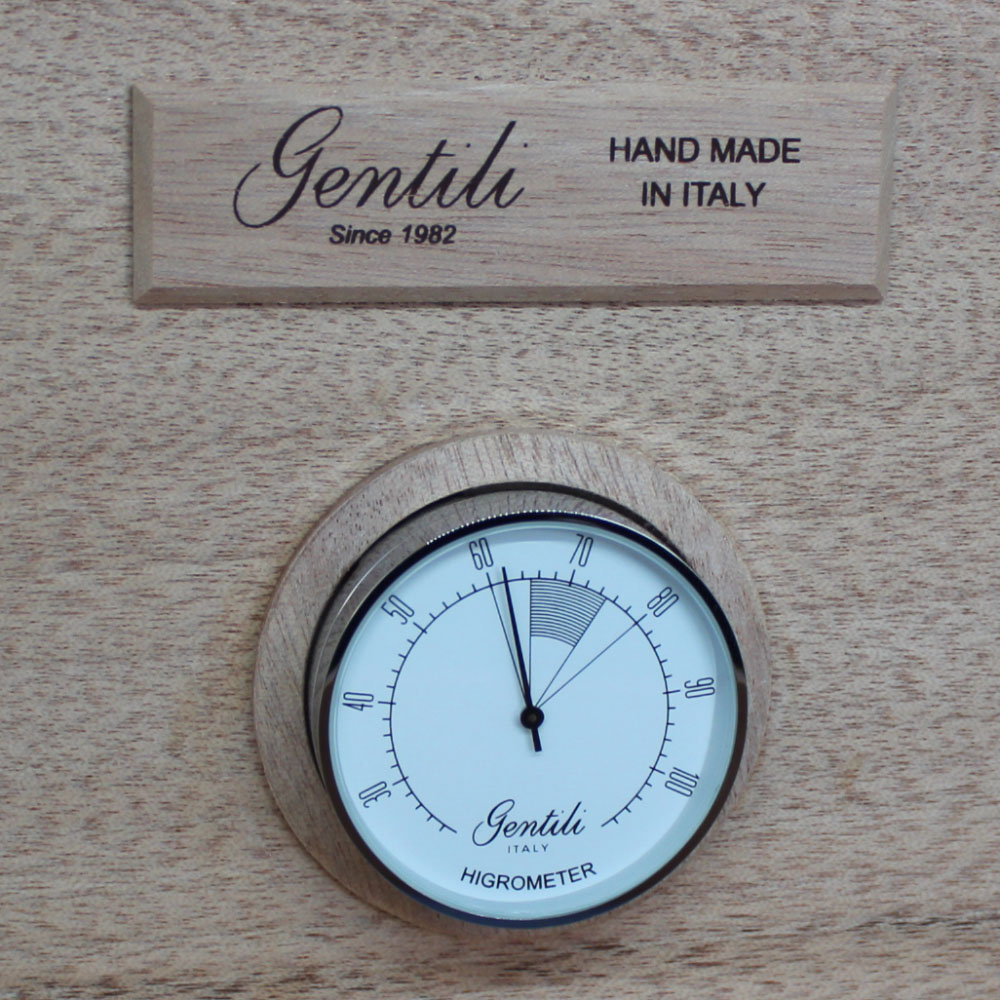 Gentili
Since 1982
HAND MADE
IN ITALY
30
40
50
60
70
80
90
100
Gentili
ITALY
HIGROMETER